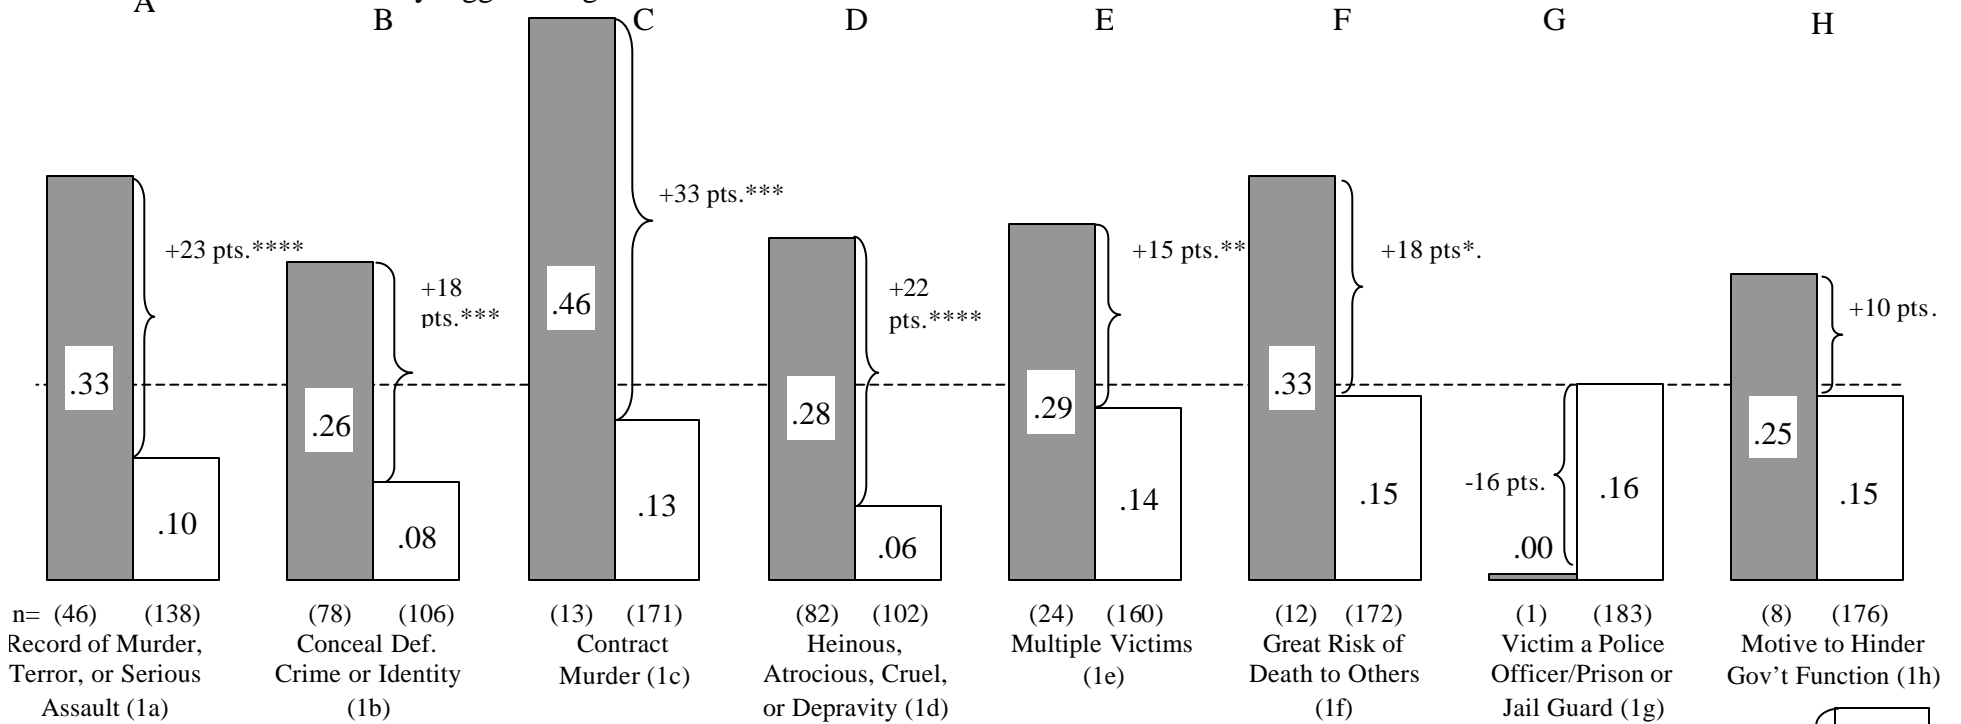 A B C D E F G H
+33 pts.***
+23 pts.**** +15 pts.** +18 pts*.
+18 pts.*** +22 pts.**** +10 pts.
.46
.33 .26 .28 .29 .33 .25
-16 pts.
.10 .08 .13 .06 .14 .15 .00 .16 .15
n= (46) (138) (78) (106) (13) (171) (82) (102) (24) (160) (12) (172) (1) (183) (8) (176)
Record of Murder,
Terror, or Serious
Assault (1a)
Conceal Def.
Crime or Identity
(1b)
Contract
Murder (1c)
Heinous,
Atrocious, Cruel,
or Depravity (1d)
Multiple Victims
(1e)
Great Risk of
Death to Others
(1f)
Victim a Police
Officer/Prison or
Jail Guard (1g)
Motive to Hinder
Gov't Function (1h)